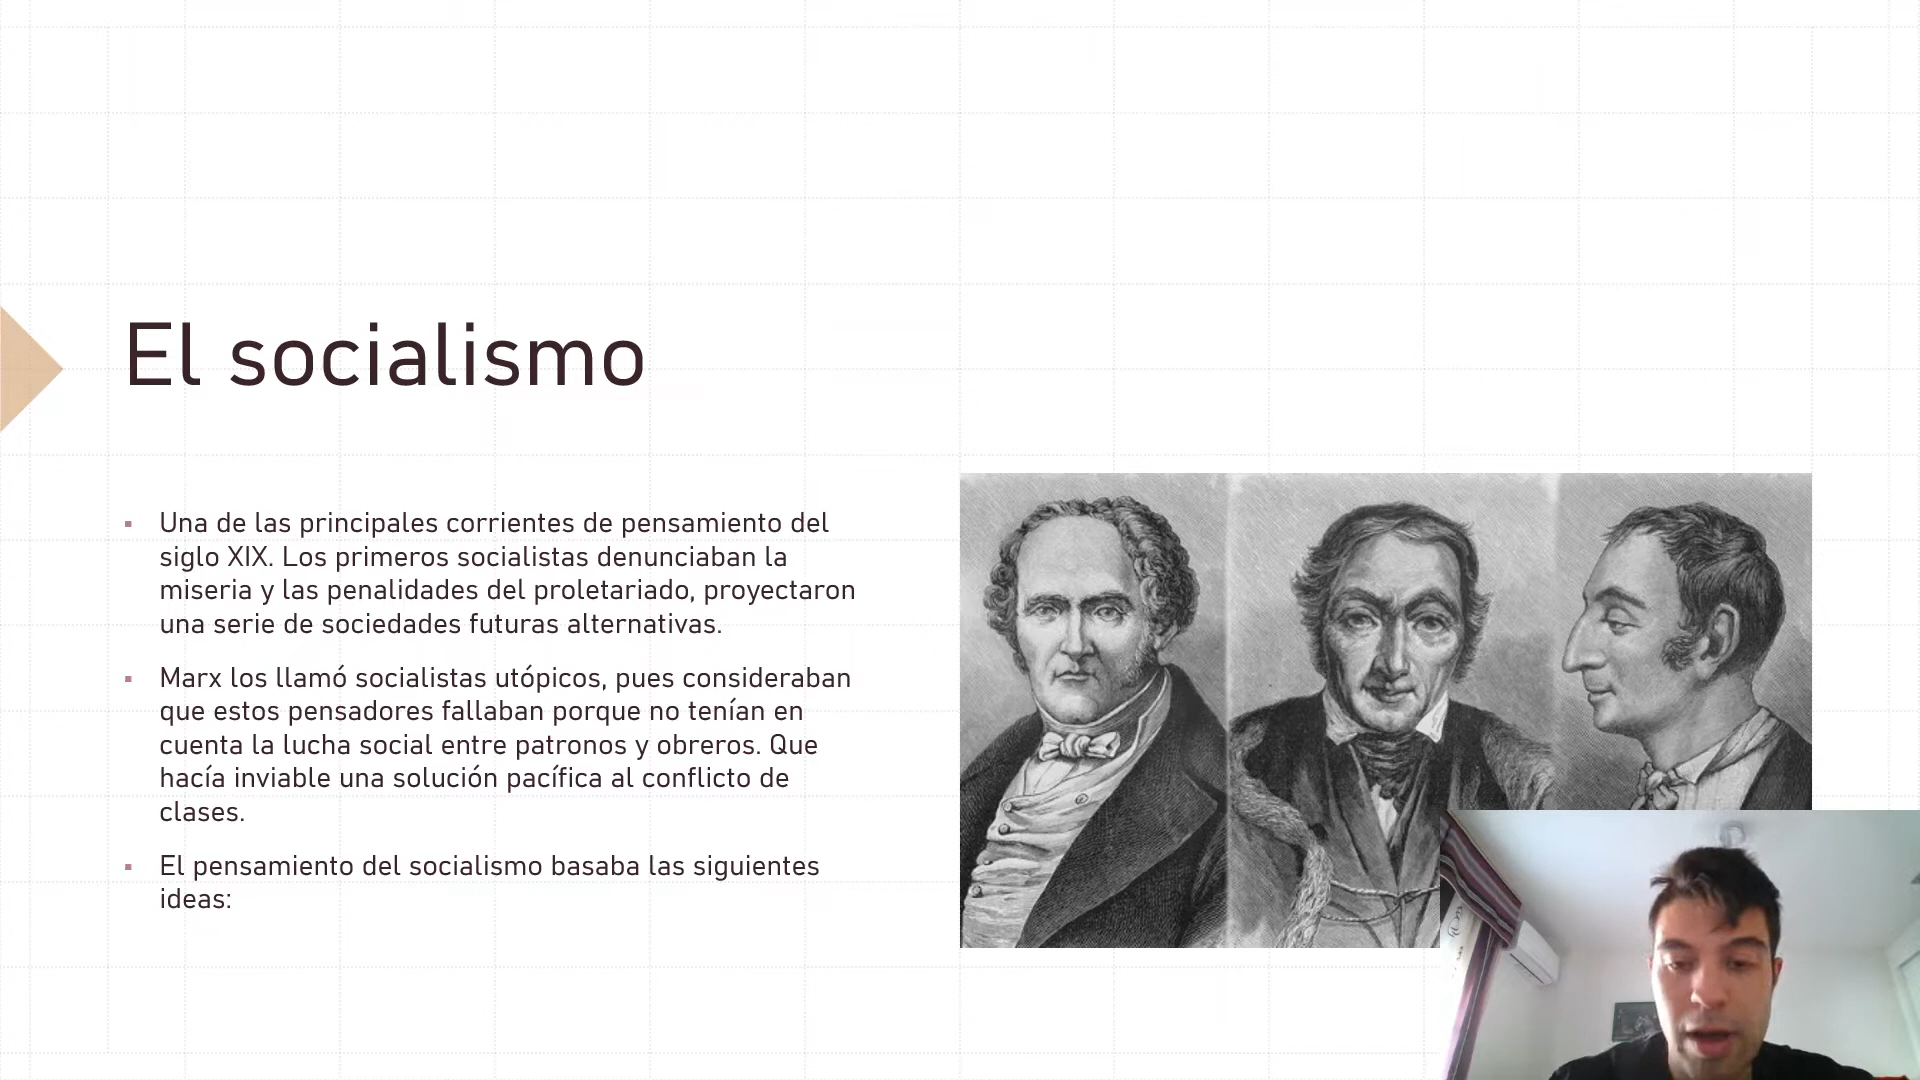 El socialismo
Una de las principales corrientes de pensamiento del
siglo XIX. Los primeros socialistas denunciaban la
miseria y las penalidades del proletariado, proyectaron
una serie de sociedades futuras alternativas.
Marx los llamó socialistas utópicos, pues consideraban
que estos pensadores fallaban porque no tenían en
cuenta la lucha social entre patronos y obreros. Que
hacía inviable una solución pacífica al conflicto de
clases.
El pensamiento del socialismo basaba las siguientes
ideas: